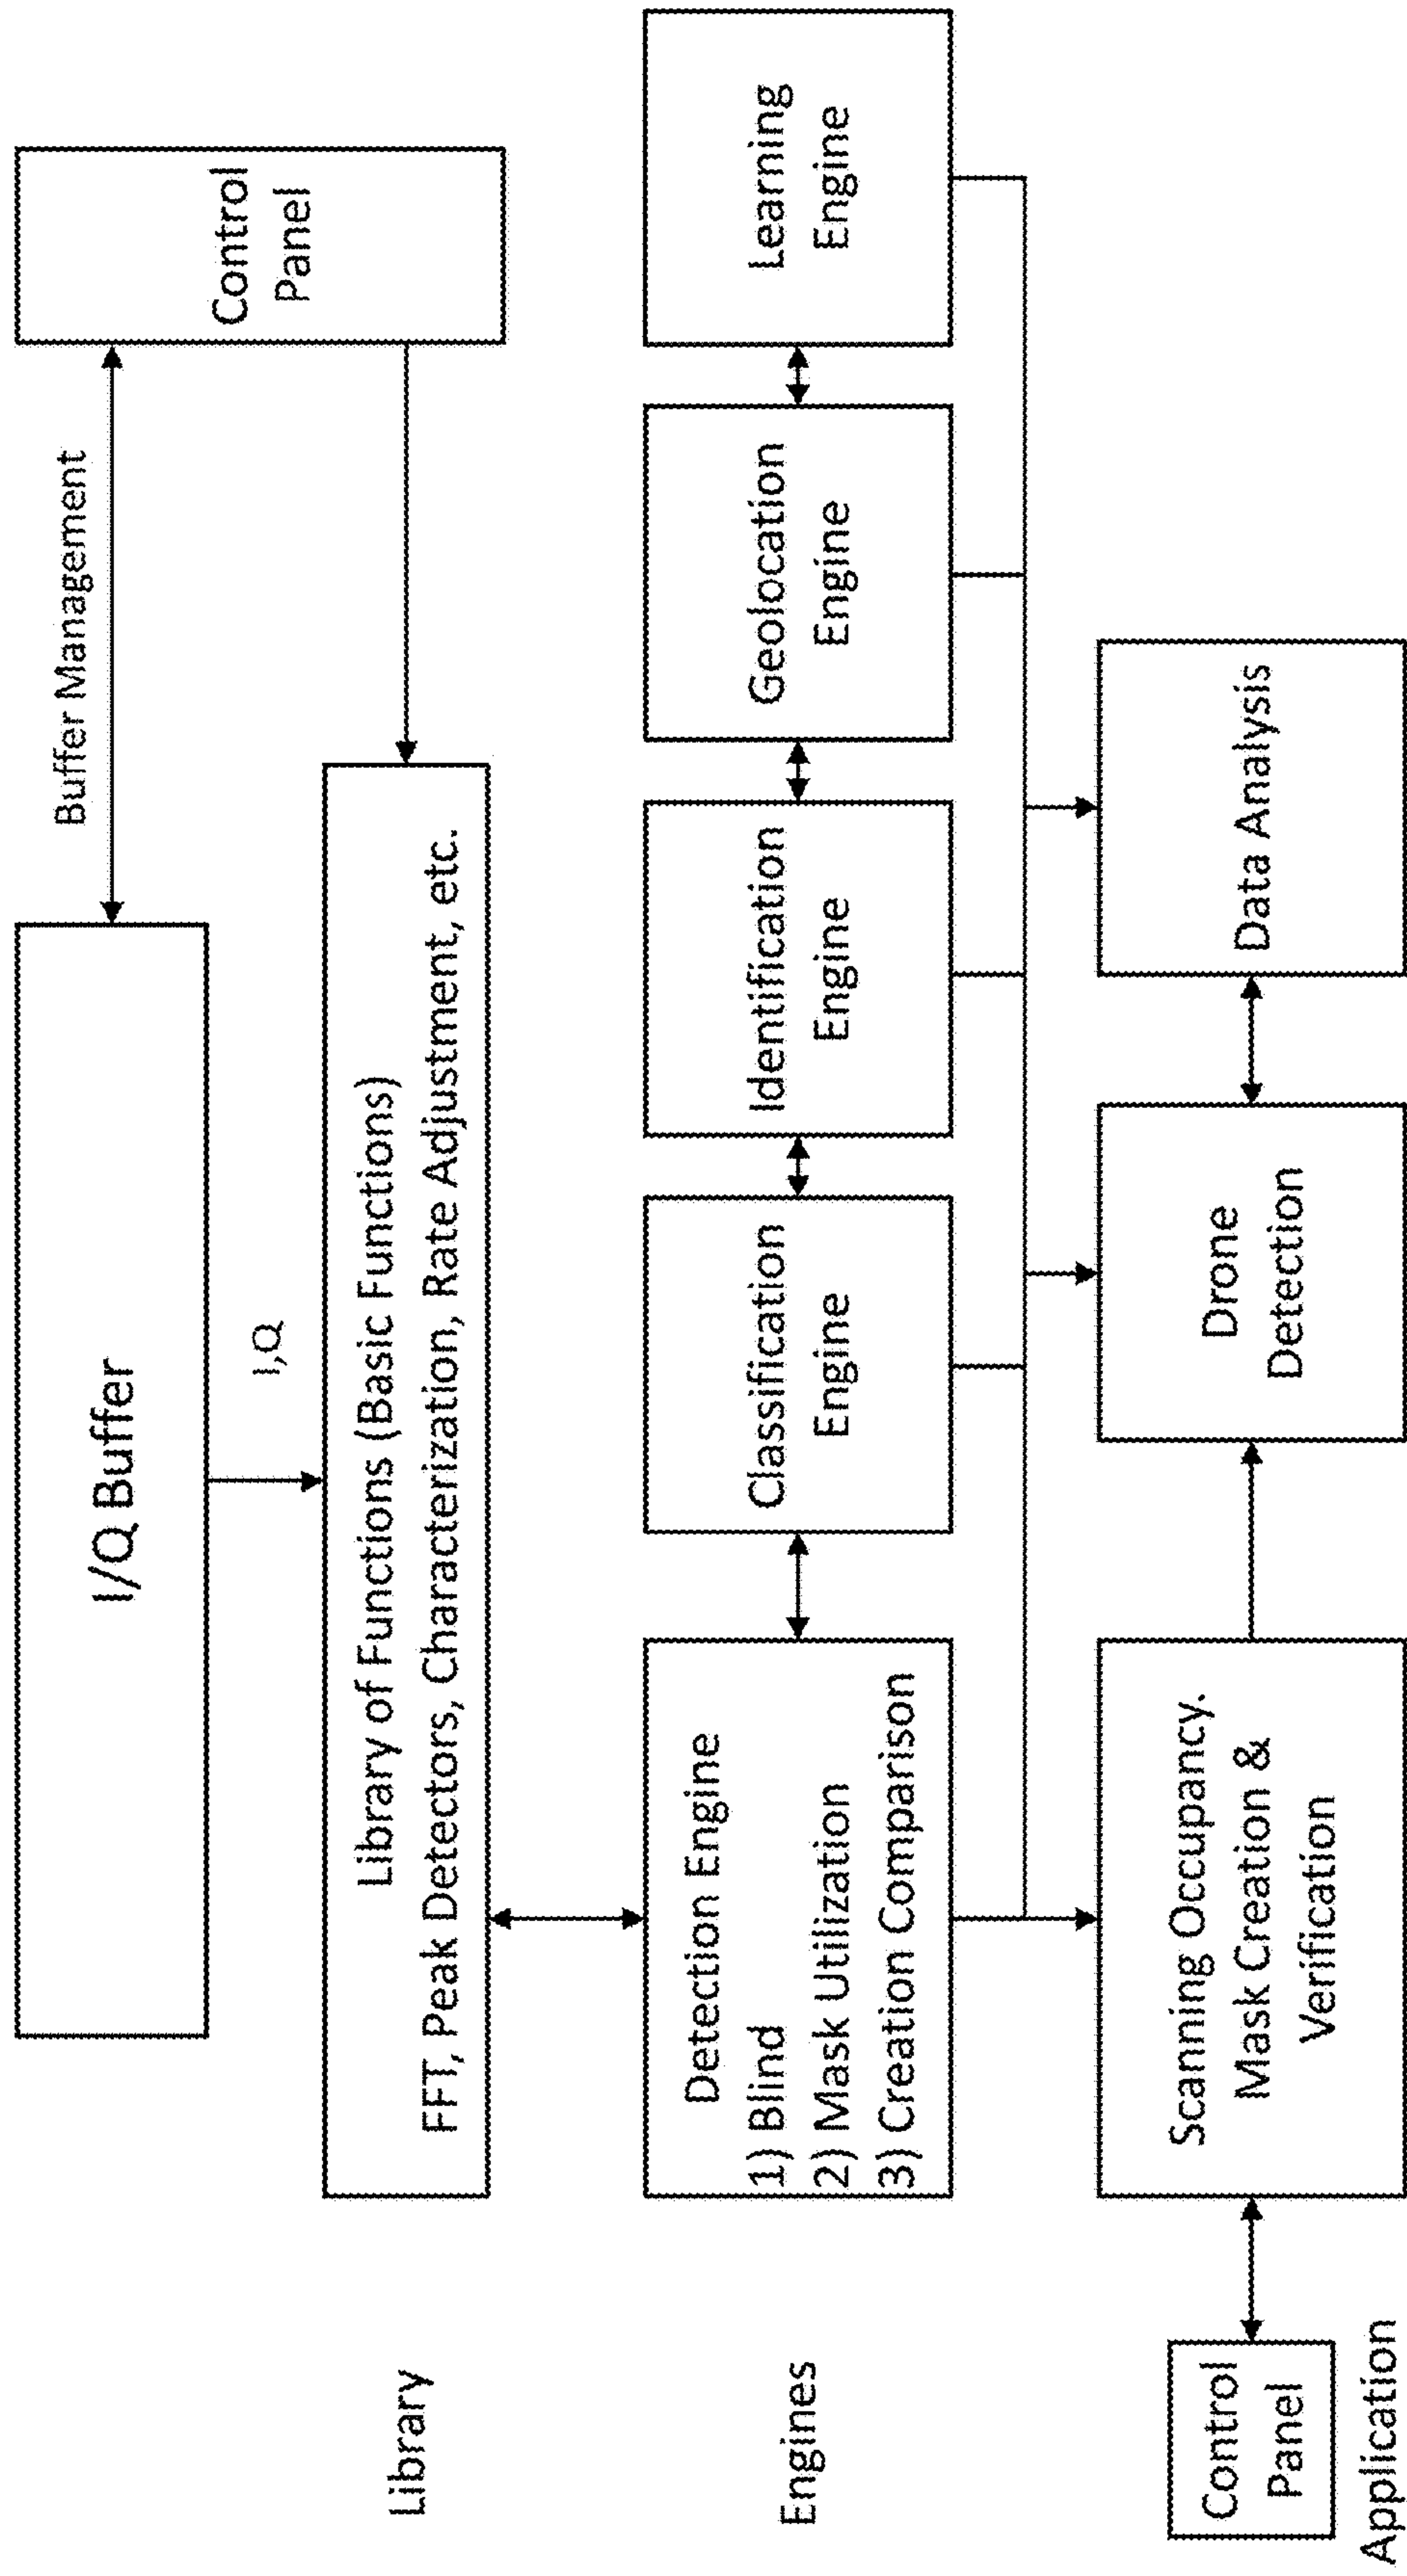 I/Q Buffer
Buffer Management
Control
Panel
I,Q
Library
Library of Functions (Basic Functions)
FFT, Peak Detectors, Characterization, Rate Adjustment, etc.
Engines
Detection Engine
1) Blind
2) Mask Utilization
3) Creation Comparison
Classification
Engine
Identification
Engine
Geolocation
Engine
Learning
Engine
Control
Panel
Application
Scanning Occupancy.
Mask Creation &
Verification
Drone
Detection
Data Analysis